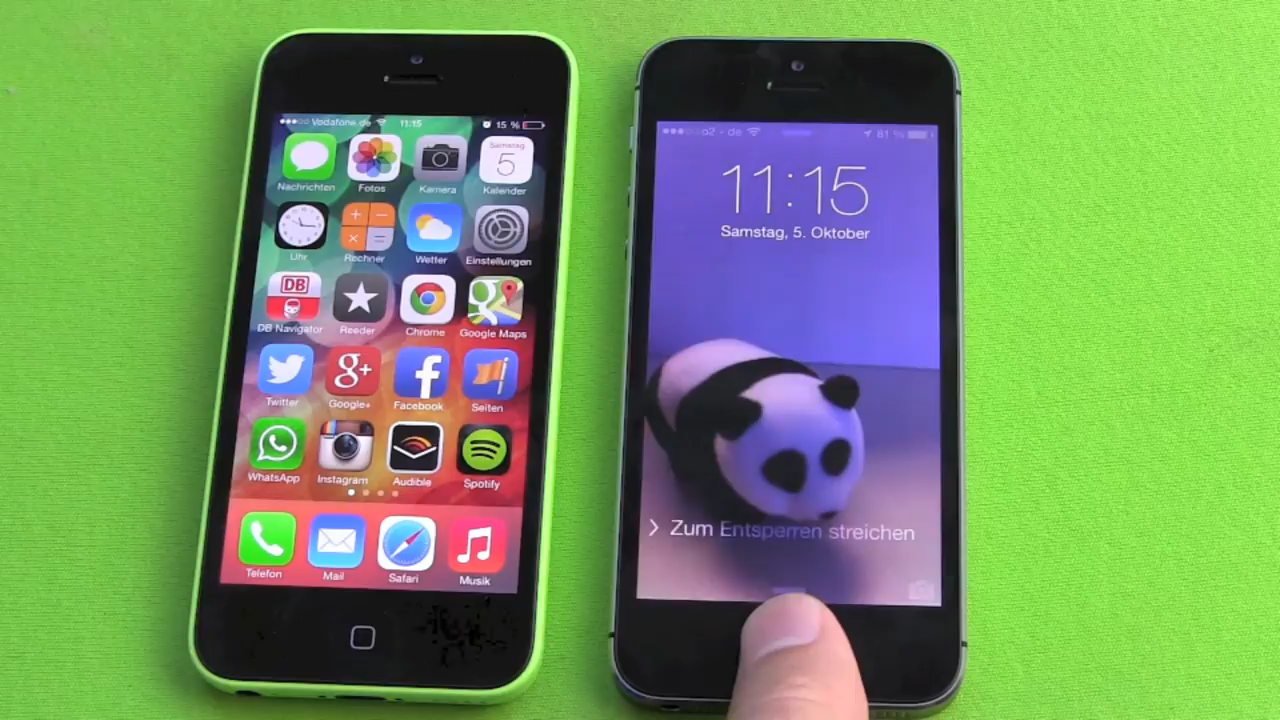 Vodafone.de 11:15 15 %
Samstag
5
Nachrichten Fotos Kamera Kalender
Uhr Rechner Wetter Einstellungen
DB
DB Navigator Reeder Chrome Google Maps
g+
f
Twitter Google+ Facebook Seiten
WhatsApp Instagram Audible Spotify
Telefon Mail Safari Musik
o2 - de 81 %
11:15
Samstag, 5. Oktober
Zum Entsperren streichen